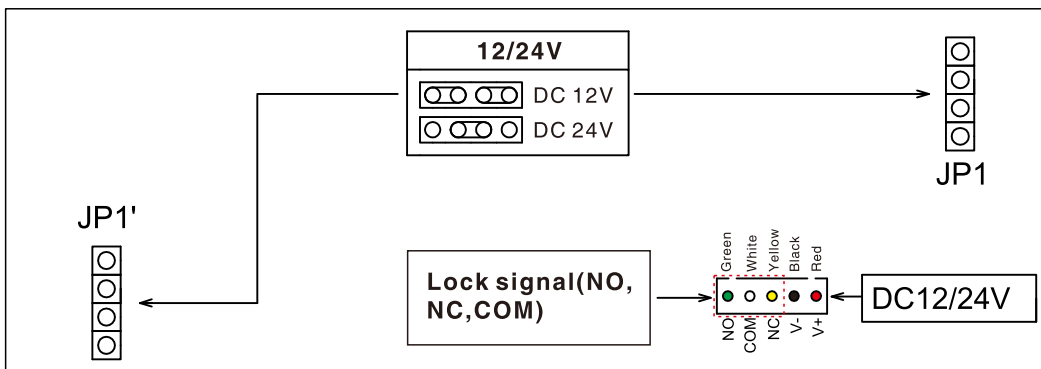 12/24V
DC 12V
DC 24V
JP1
JP1'
Lock signal(NO,
NC,COM)
Green
White
Yellow
Black
Red
NO
COM
NC
V-
V+
DC12/24V